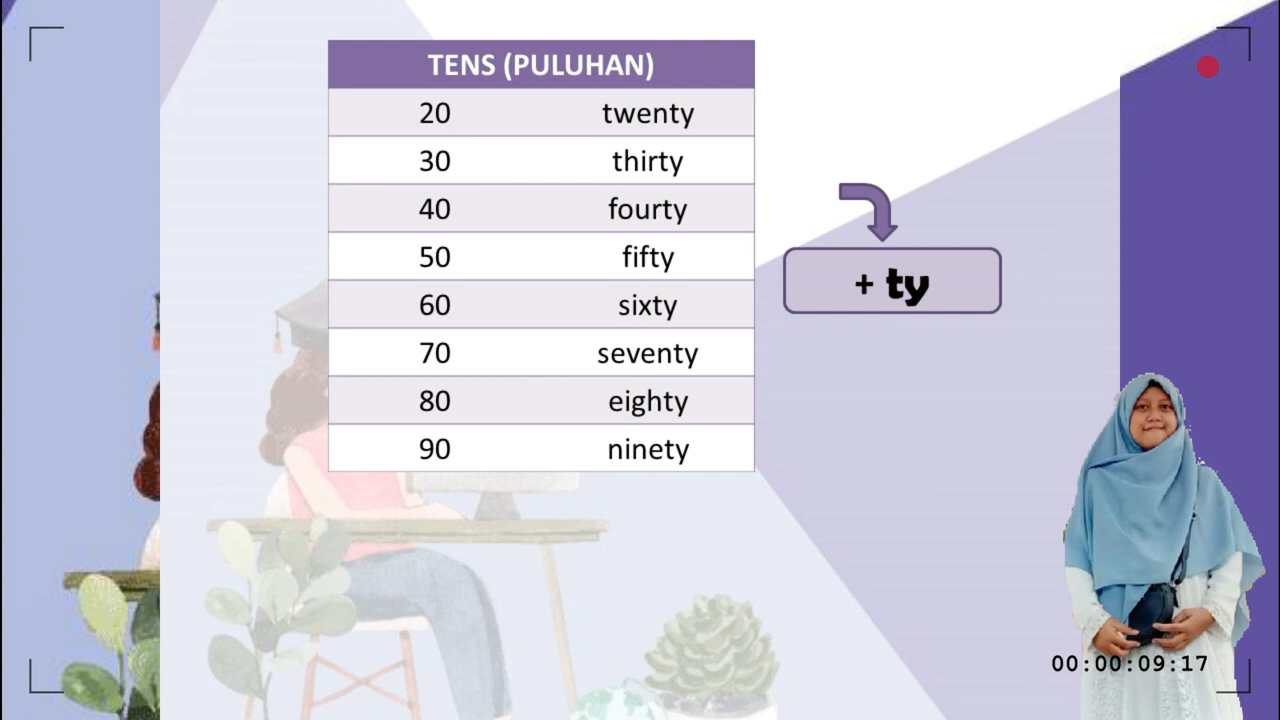 TENS (PULUHAN)
20 twenty
30 thirty
40 fourty
50 fifty
60 sixty
70 seventy
80 eighty
90 ninety
+ ty
00:00:09:17